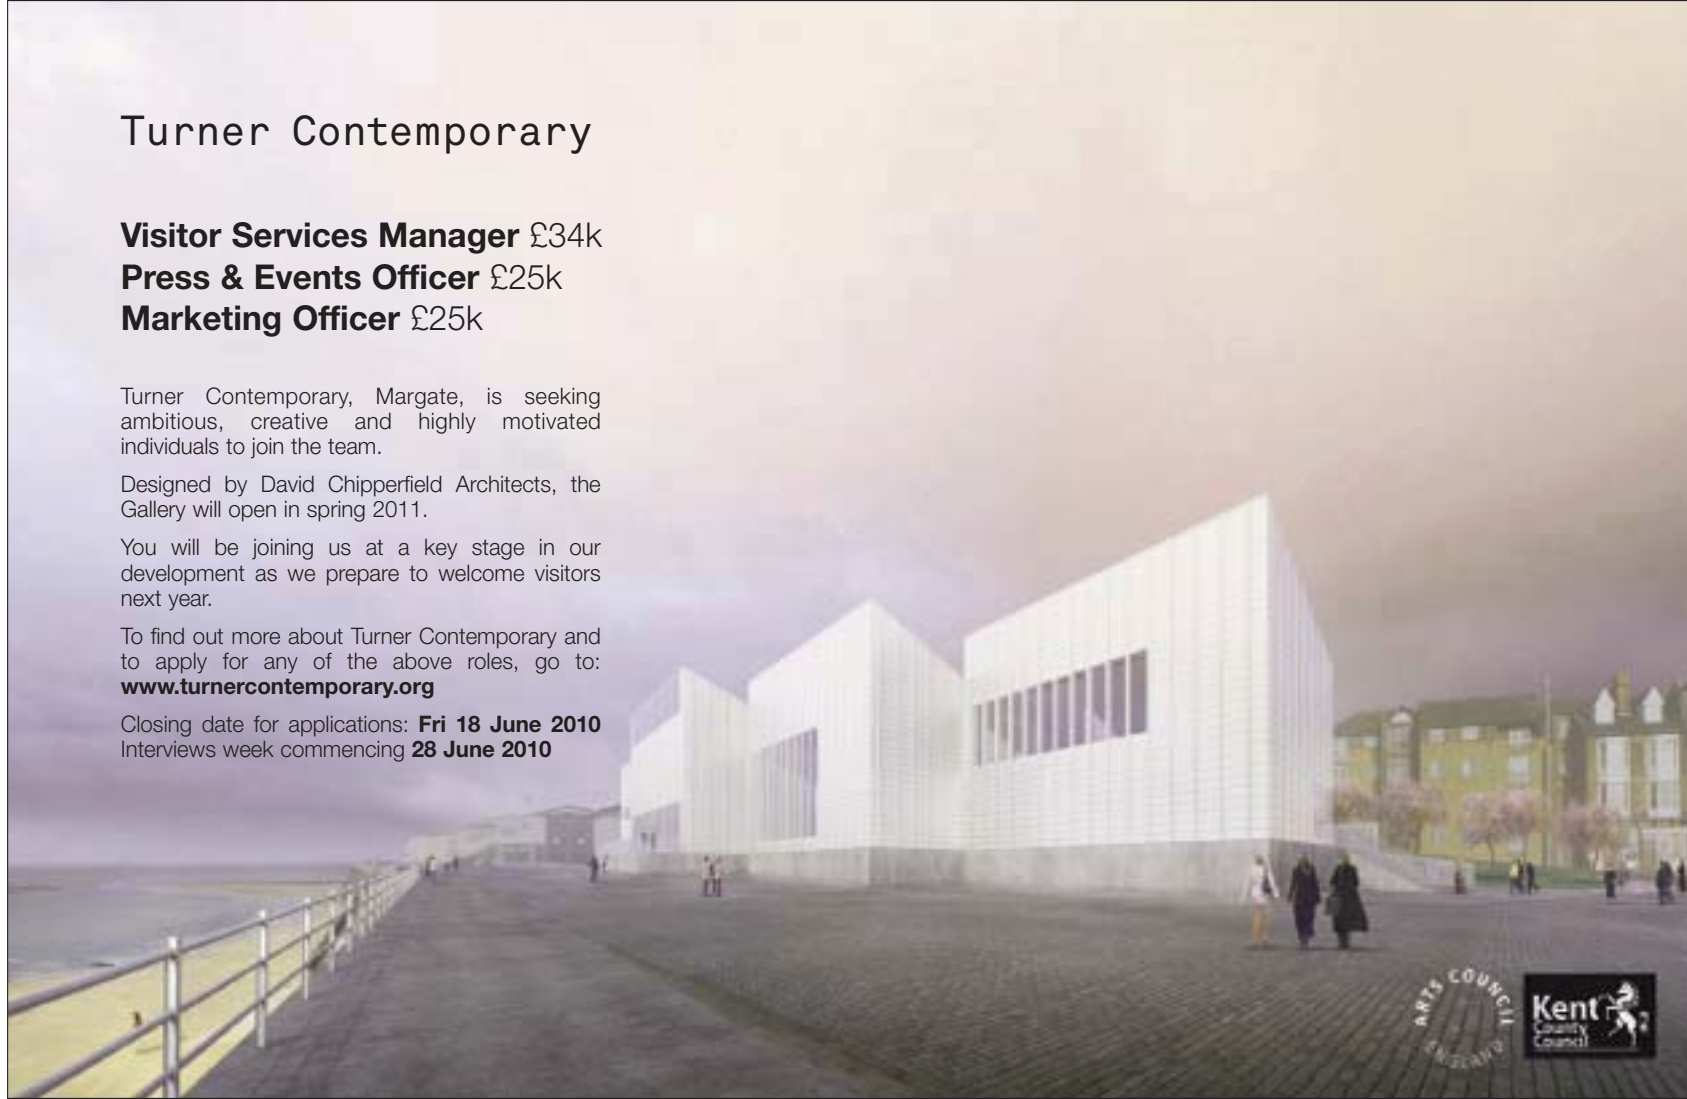 Turner Contemporary
Visitor Services Manager £34k
Press & Events Officer £25k
Marketing Officer £25k
Turner Contemporary, Margate, is seeking
ambitious, creative and highly motivated
individuals to join the team.
Designed by David Chipperfield Architects, the
Gallery will open in spring 2011.
You will be joining us at a key stage in our
development as we prepare to welcome visitors
next year.
To find out more about Turner Contemporary and
to apply for any of the above roles, go to:
www.turnercontemporary.org
Closing date for applications: Fri 18 June 2010
Interviews week commencing 28 June 2010
ARTS COUNCIL
ENGLAND
Kent
County
Council